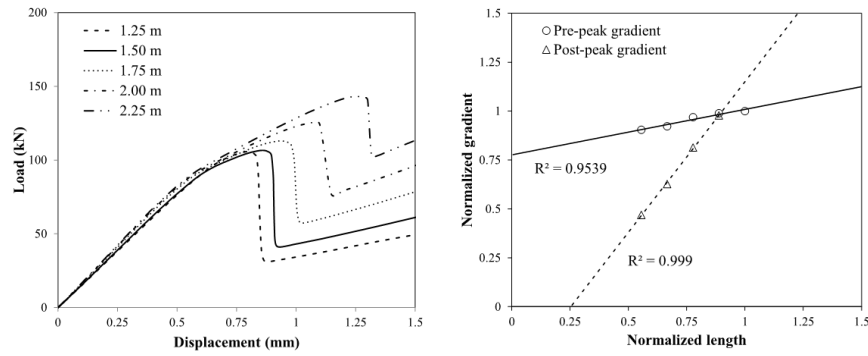 200
150
100
50
0
Load (kN)
1.25 m
1.50 m
1.75 m
2.00 m
2.25 m
0 0.25 0.5 0.75 1 1.25 1.5
Displacement (mm)
1.5
1.25
1
0.75
0.5
0.25
0
Normalized gradient
Pre-peak gradient
Post-peak gradient
R² = 0.9539
R² = 0.999
0 0.25 0.5 0.75 1 1.25 1.5
Normalized length